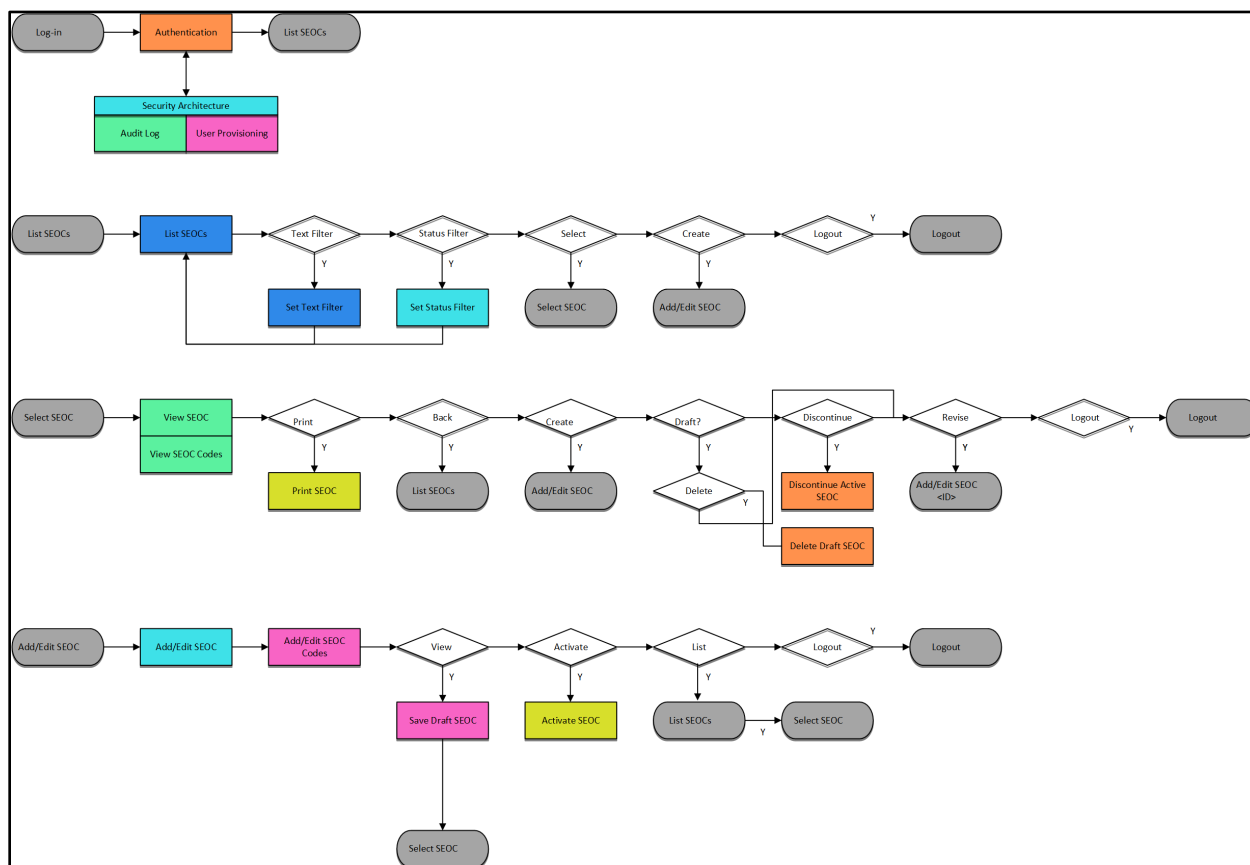 Log-in
Authentication
List SEOCs
Security Architecture
Audit Log
User Provisioning
List SEOCs
List SEOCs
Text Filter
Status Filter
Select
Create
Logout
Y
Logout
Y
Y
Y
Y
Set Text Filter
Set Status Filter
Select SEOC
Add/Edit SEOC
Select SEOC
View SEOC
View SEOC Codes
Print
Back
Create
Draft?
Discontinue
Revise
Logout
Y
Logout
Y
Y
Y
Y
Y
Y
Print SEOC
List SEOCs
Add/Edit SEOC
Delete
Y
Discontinue Active
SEOC
Add/Edit SEOC
<ID>
Delete Draft SEOC
Add/Edit SEOC
Add/Edit SEOC
Add/Edit SEOC
Codes
View
Activate
List
Logout
Y
Logout
Y
Y
Y
Save Draft SEOC
Activate SEOC
List SEOCs
Y
Select SEOC
Select SEOC